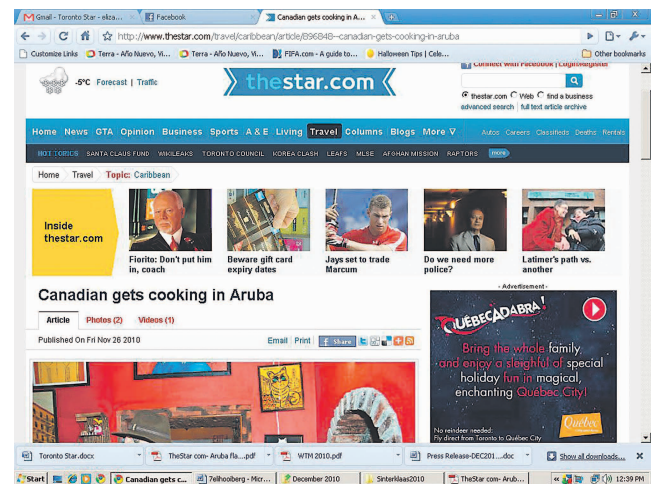 Gmail - Toronto Star - eliza...
Facebook
Canadian gets cooking in A...
http://www.thestar.com/travel/caribbean/article/896848--canadian-gets-cooking-in-aruba
Customize Links
Terra - Año Nuevo, Vi...
Terra - Año Nuevo, Vi...
FIFA.com - A guide to...
Halloween Tips | Cele...
Other bookmarks
-5°C Forecast | Traffic
thestar.com
Connect with Facebook | Login/Register
thestar.com Web find a business
advanced search | full text article archive
Home News GTA Opinion Business Sports A & E Living Travel Columns Blogs More
Autos Careers Classifieds Deaths Rentals
HOT TOPICS SANTA CLAUS FUND WIKILEAKS TORONTO COUNCIL KOREA CLASH LEAFS MLSE AFGHAN MISSION RAPTORS more
Home Travel Topic: Caribbean
Inside
thestar.com
Fiorito: Don't put him
in, coach
Beware gift card
expiry dates
Jays set to trade
Marcum
Do we need more
police?
Latimer's path vs.
another
Canadian gets cooking in Aruba
Article Photos (2) Videos (1)
Published On Fri Nov 26 2010
Email Print f Share
- Advertisement -
QUÉBECADABRA!
Bring the whole family
and enjoy a sleighful of special
holiday fun in magical,
enchanting Québec City!
No reindeer needed:
Fly direct from Toronto to Québec City
Québec
Toronto Star.docx
TheStar com- Aruba fla....pdf
WTM 2010.pdf
Press Release-DEC201....doc
Show all downloads...
Start
Canadian gets c...
7elihooiberg - Micr...
December 2010
Sinterklaas2010
TheStar com- Arub...
12:39 PM